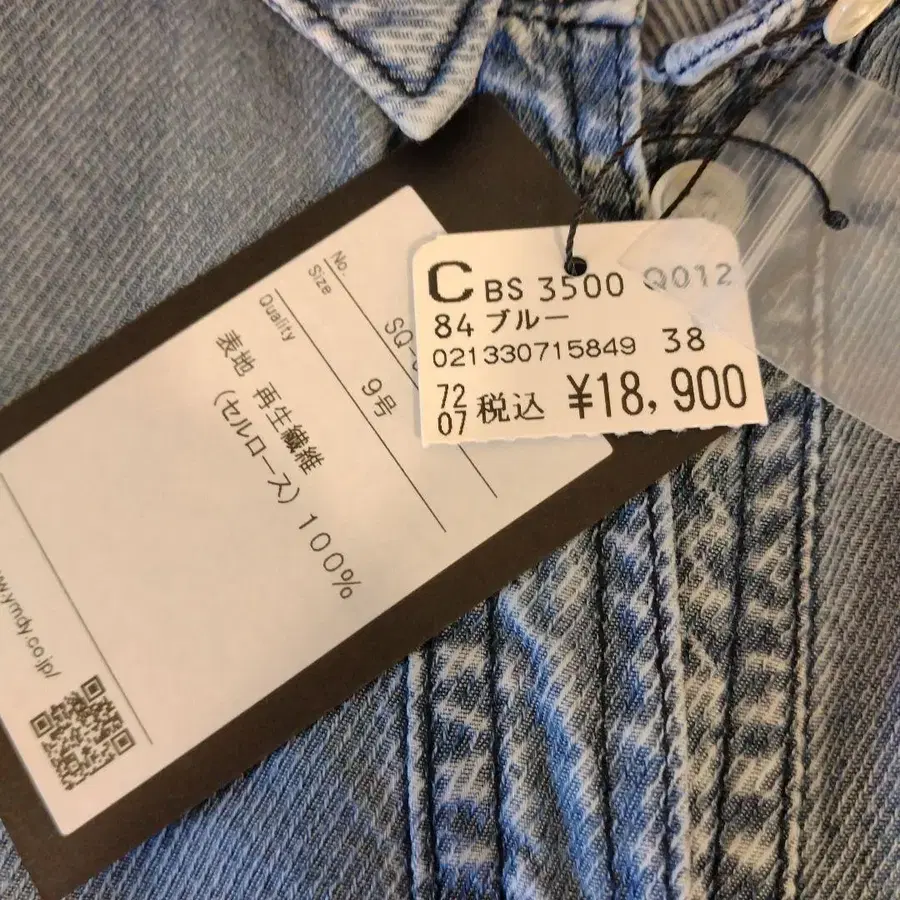 C BS 3500 Q012
84 ブルー
021330715849 38
72
07 税込 ¥18,900
No.
SQ-
Size
9号
Quality
表地 再生繊維
(セルロース) 100%
.ymdy.co.jp/